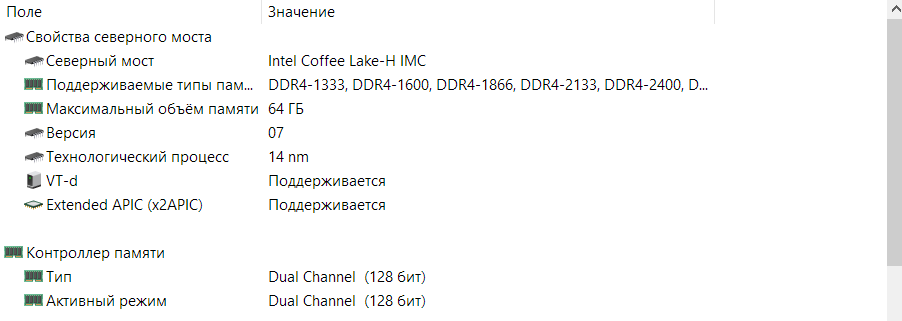 Поле Значение
Свойства северного моста
Северный мост Intel Coffee Lake-H IMC
Поддерживаемые типы пам... DDR4-1333, DDR4-1600, DDR4-1866, DDR4-2133, DDR4-2400, D...
Максимальный объём памяти 64 ГБ
Версия 07
Технологический процесс 14 nm
VT-d Поддерживается
Extended APIC (x2APIC) Поддерживается
Контроллер памяти
Тип Dual Channel (128 бит)
Активный режим Dual Channel (128 бит)